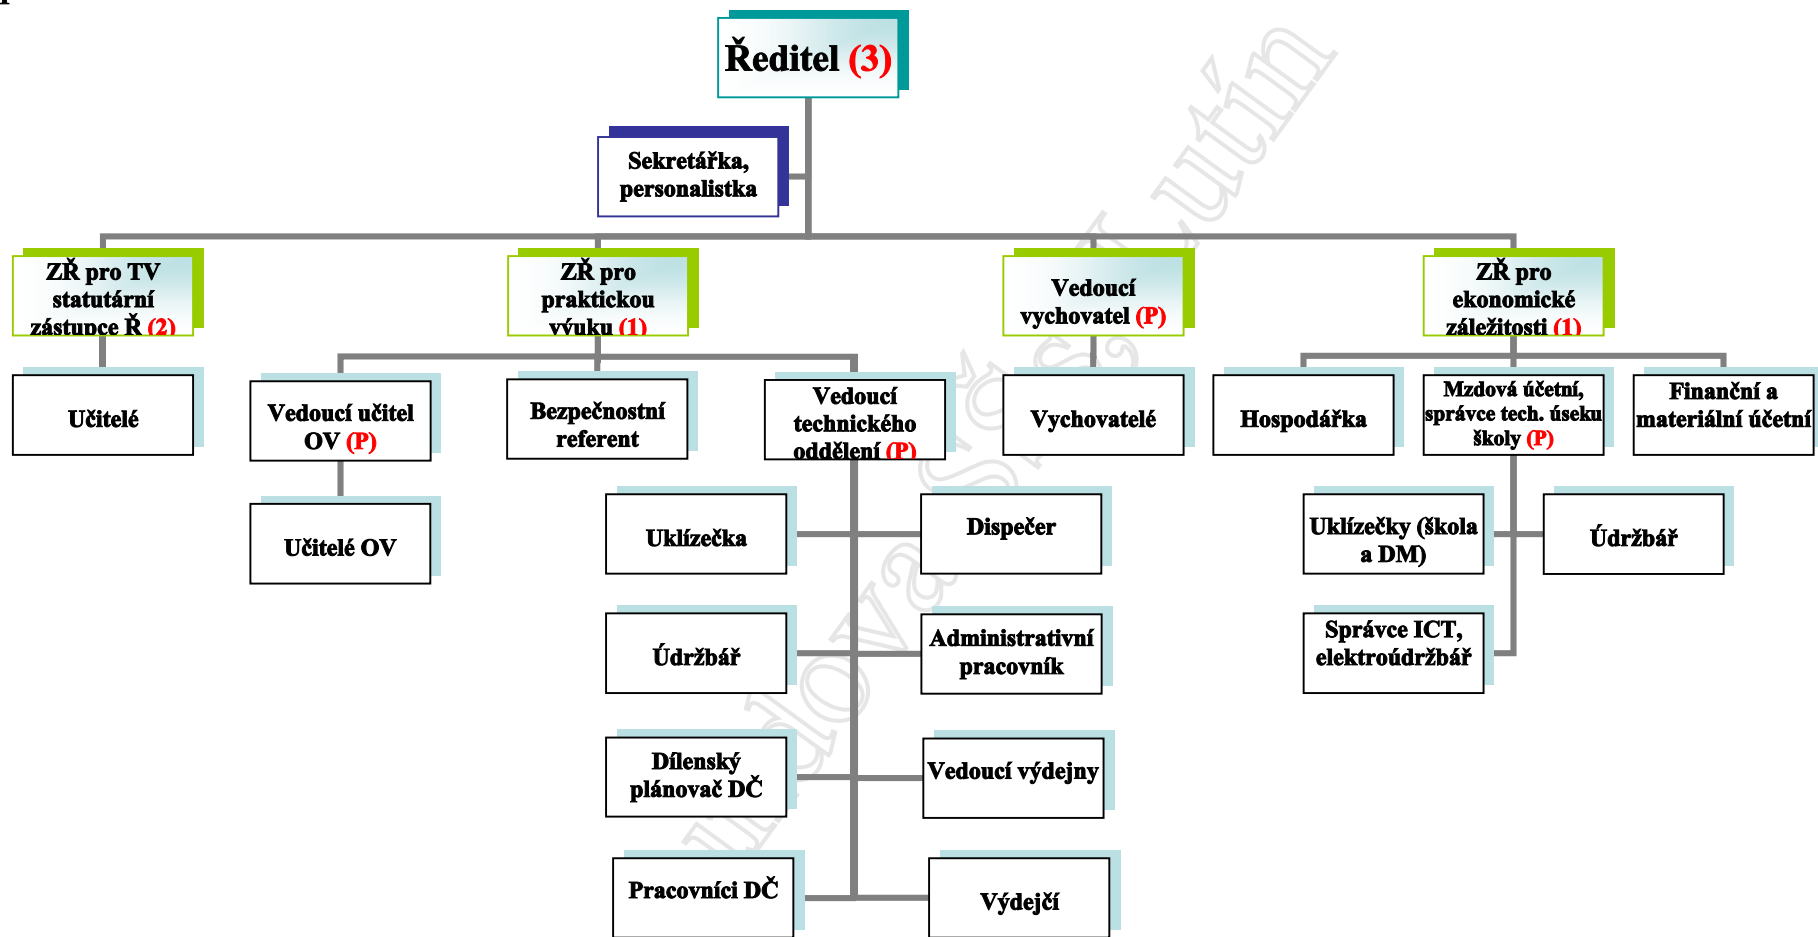 Ředitel (3)
Sekretářka,
personalistka
ZŘ pro TV
statutární
zástupce Ř (2)
ZŘ pro
praktickou
výuku (1)
Vedoucí
vychovatel (P)
ZŘ pro
ekonomické
záležitosti (1)
Učitelé
Vedoucí učitel
OV (P)
Bezpečnostní
referent
Vedoucí
technického
oddělení (P)
Vychovatelé
Hospodářka
Mzdová účetní,
správce tech. úseku
školy (P)
Finanční a
materiální účetní
Učitelé OV
Uklízečka
Dispečer
Uklízečky (škola
a DM)
Údržbář
Údržbář
Administrativní
pracovník
Správce ICT,
elektroúdržbář
Dílenský
plánovač DČ
Vedoucí výdejny
Pracovníci DČ
Výdejčí